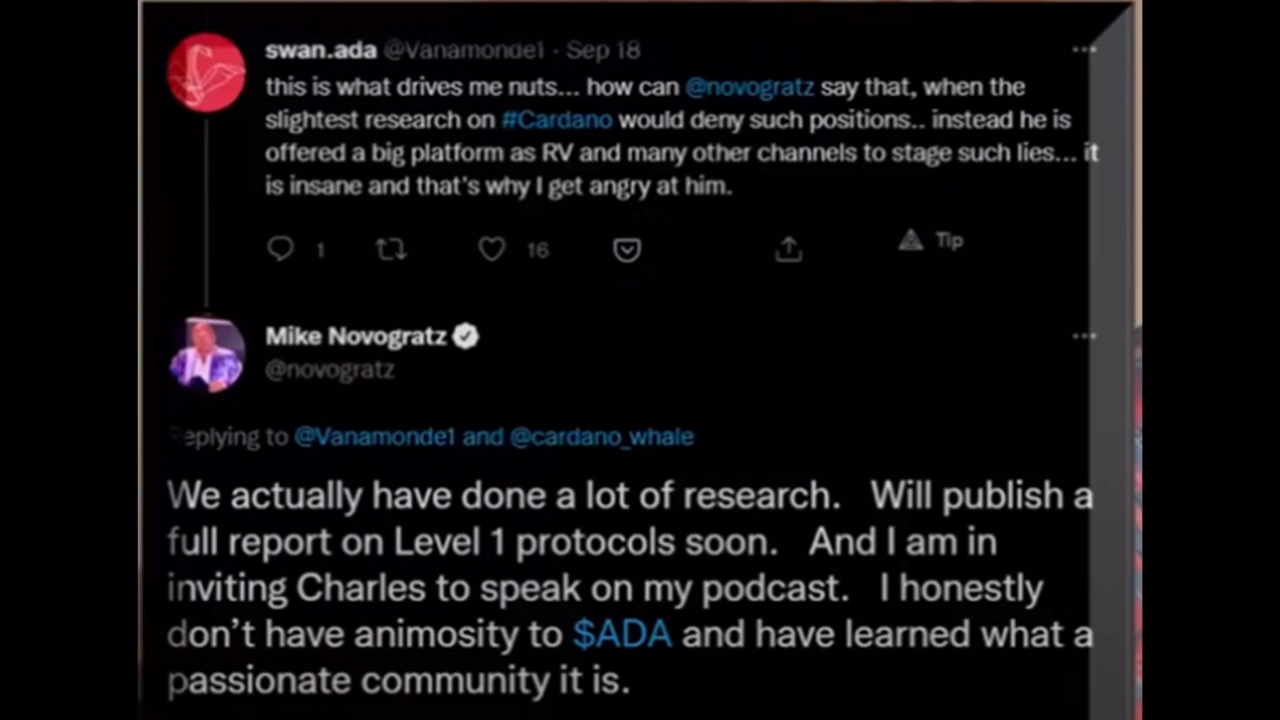 swan.ada @Vanamonde1 · Sep 18
this is what drives me nuts... how can @novogratz say that, when the
slightest research on #Cardano would deny such positions.. instead he is
offered a big platform as RV and many other channels to stage such lies... it
is insane and that's why I get angry at him.
1 16 Tip
Mike Novogratz
@novogratz
eplying to @Vanamonde1 and @cardano_whale
We actually have done a lot of research. Will publish a
full report on Level 1 protocols soon. And I am in
inviting Charles to speak on my podcast. I honestly
don't have animosity to $ADA and have learned what a
passionate community it is.